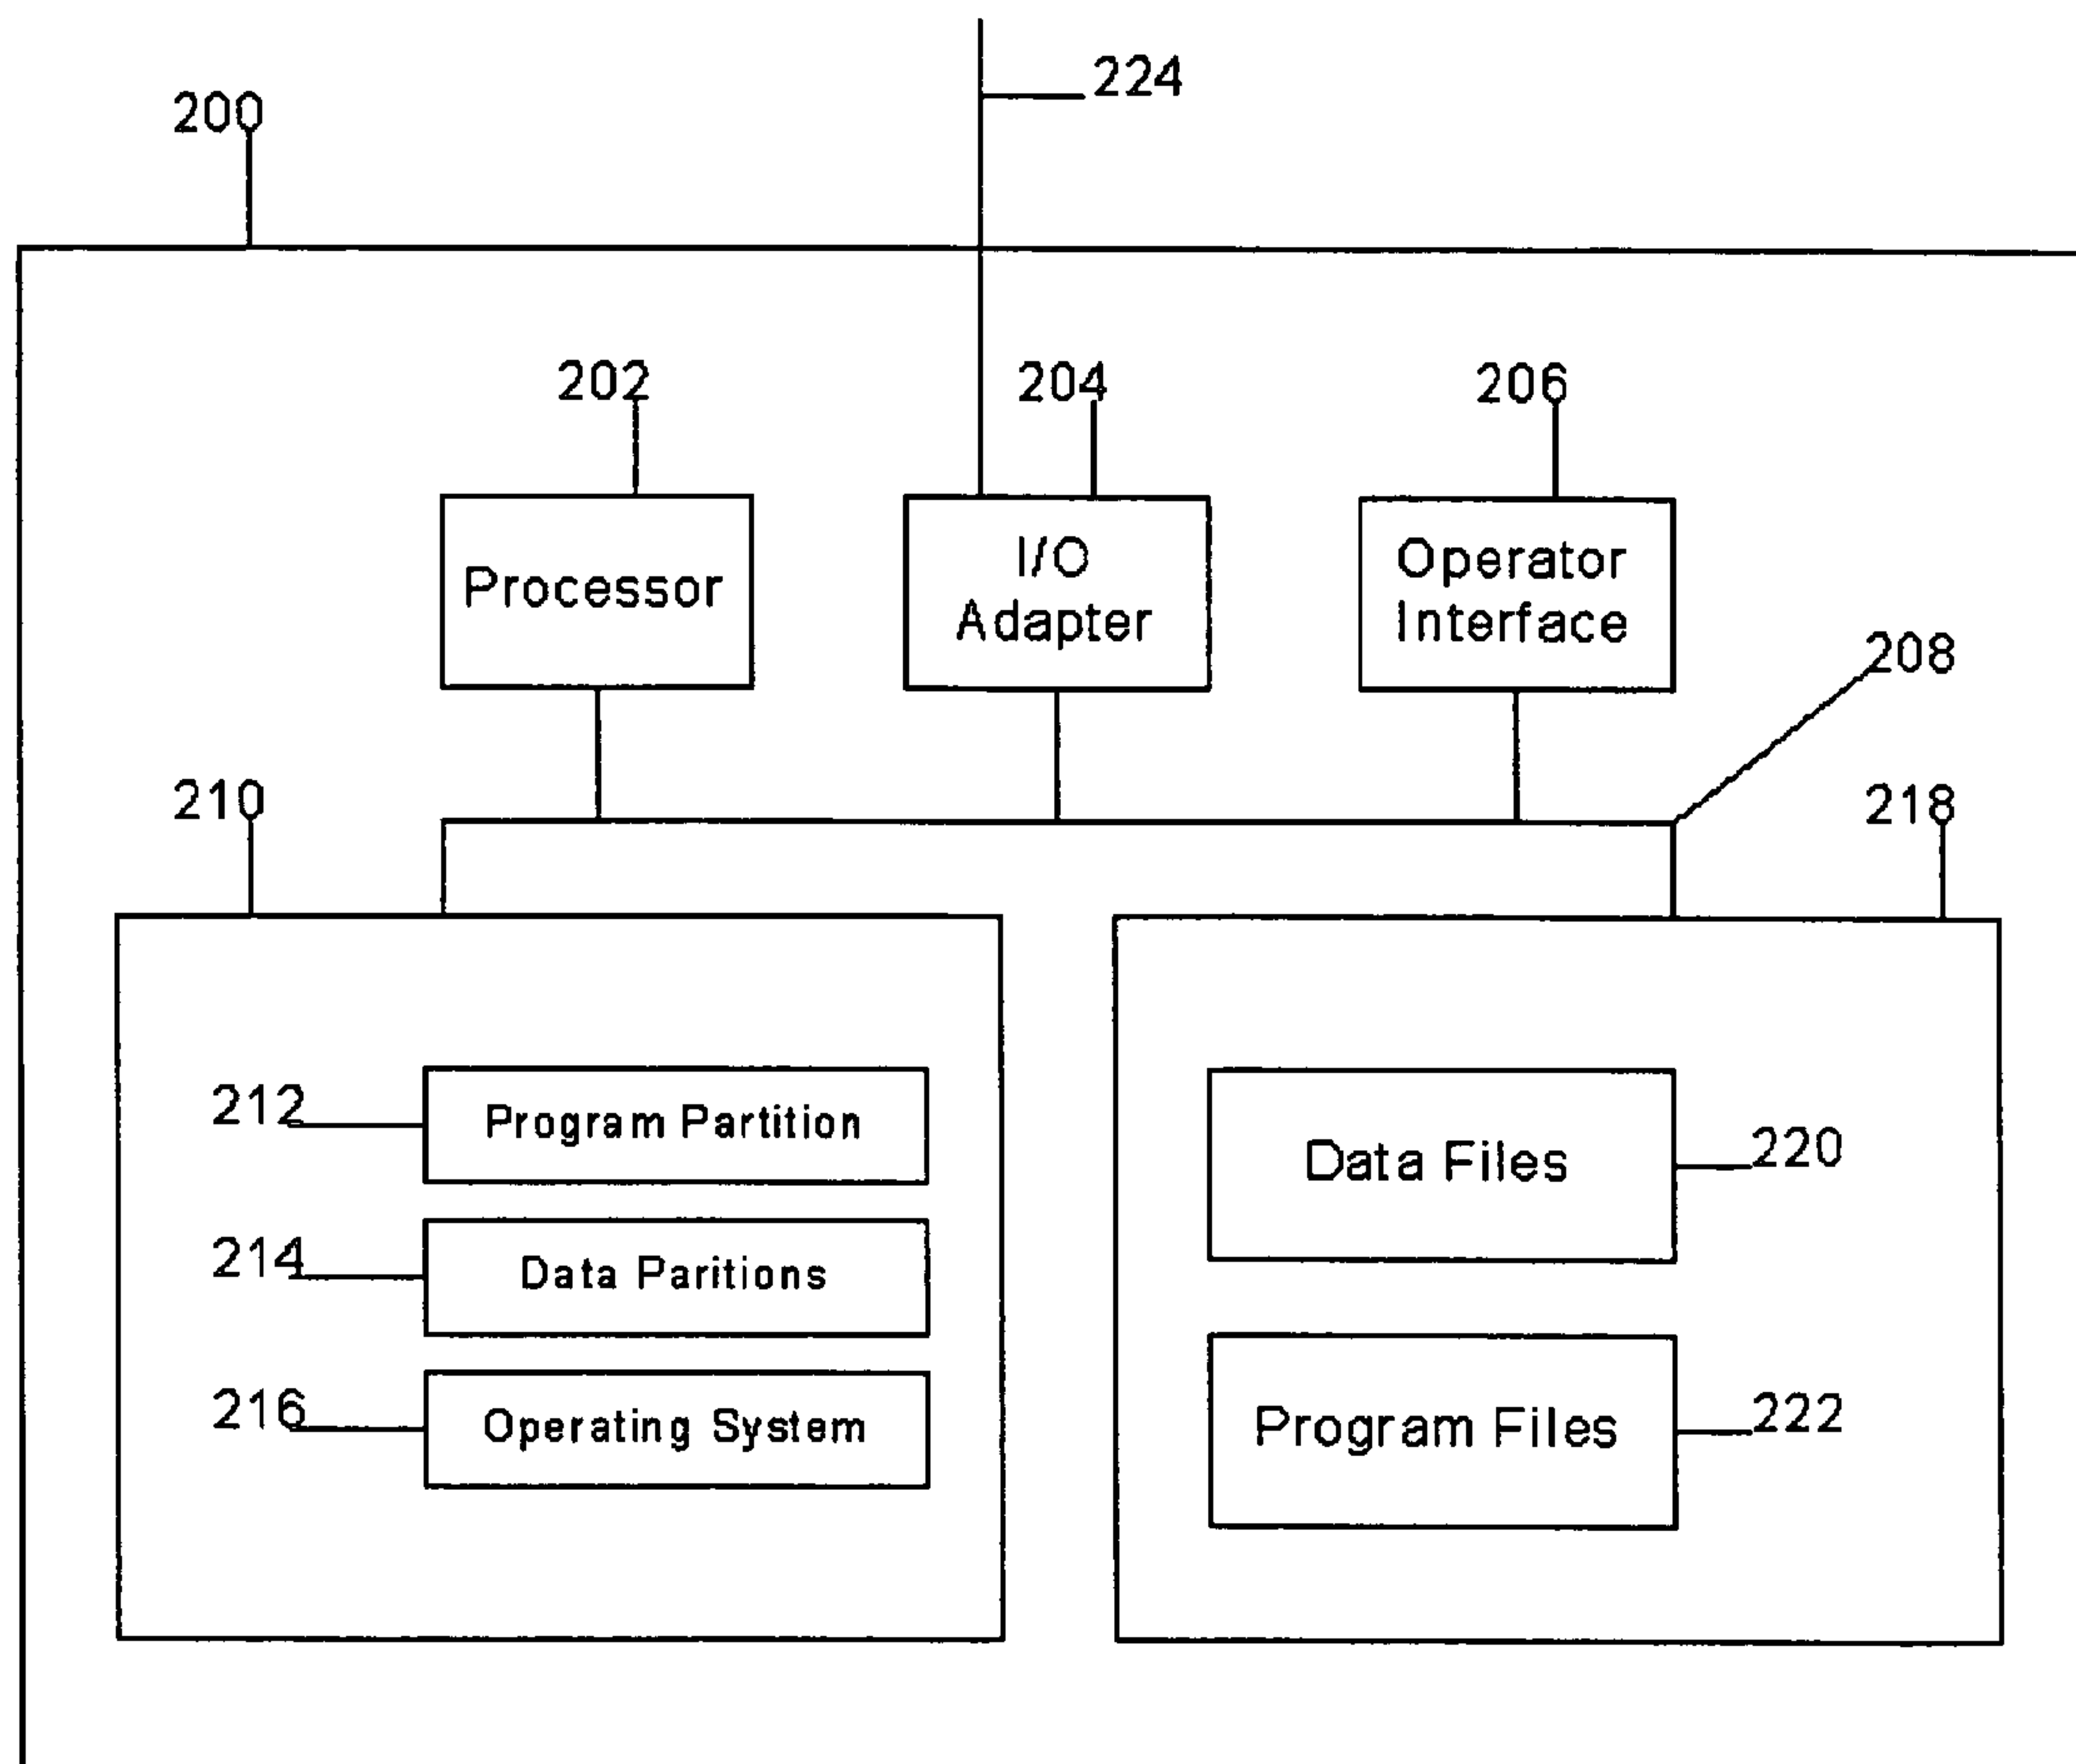 224
200
202
204
206
Processor
I/O
Adapter
Operator
Interface
208
210
218
212
Program Partition
Data Files
220
214
Data Paritions
216
Operating System
Program Files
222